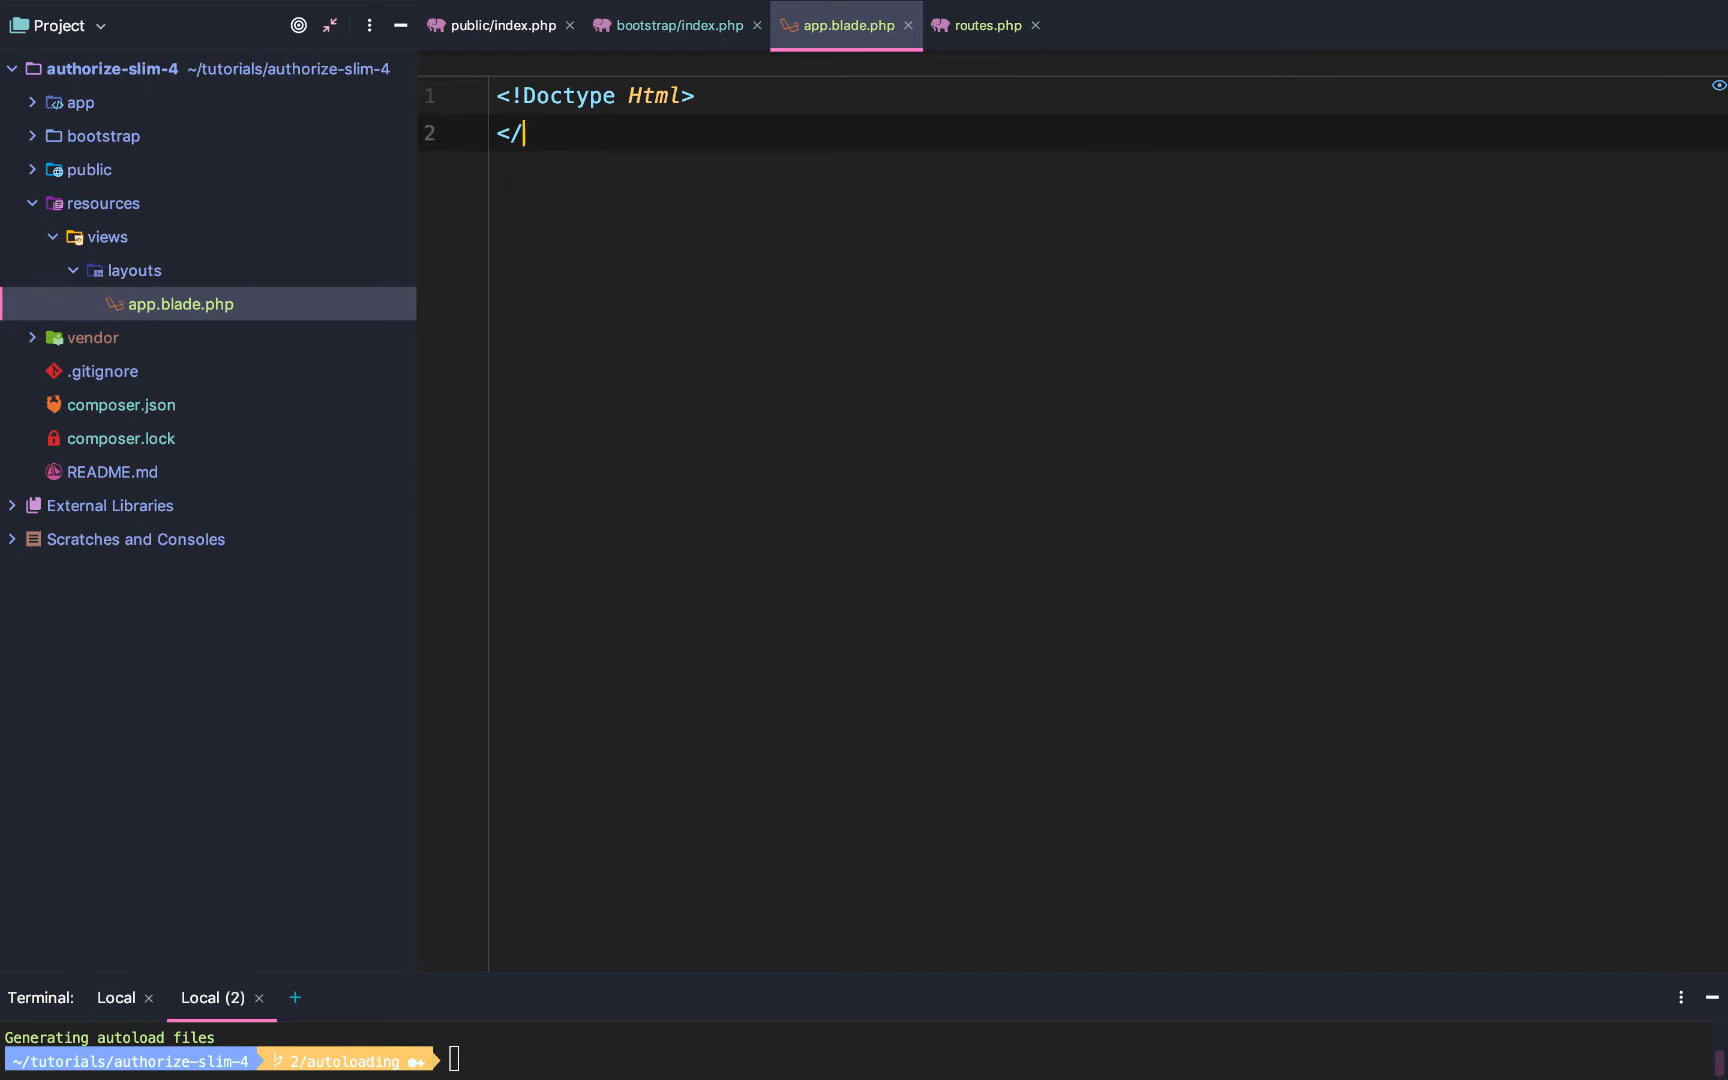 Project
public/index.php
bootstrap/index.php
app.blade.php
routes.php
authorize-slim-4 ~/tutorials/authorize-slim-4
app
bootstrap
public
resources
views
layouts
app.blade.php
vendor
.gitignore
composer.json
composer.lock
README.md
External Libraries
Scratches and Consoles
1 <!Doctype Html>
2 </
Terminal: Local Local (2) +
Generating autoload files
~/tutorials/authorize-slim-4 2/autoloading